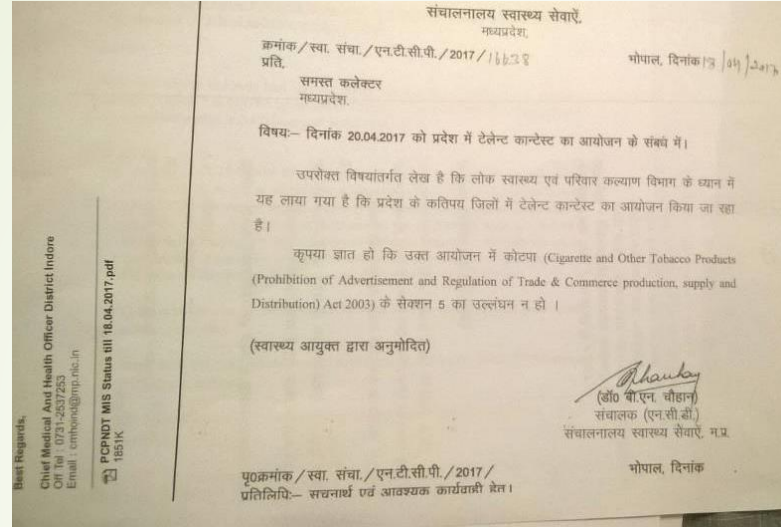 संचालनालय स्वास्थ्य सेवाऐं,
मध्यप्रदेश,
क्रमांक/स्वा. संचा./एन.टी.सी.पी./2017/
भोपाल, दिनांक
प्रति,
समस्त कलेक्टर
मध्यप्रदेश.
विषयः– दिनांक 20.04.2017 को प्रदेश में टेलेन्ट कान्टेस्ट का आयोजन के संबंध में।
उपरोक्त विषयांतर्गत लेख है कि लोक स्वास्थ्य एवं परिवार कल्याण विभाग के ध्यान में
यह लाया गया है कि प्रदेश के कतिपय जिलों में टेलेन्ट कान्टेस्ट का आयोजन किया जा रहा
है।
कृपया ज्ञात हो कि उक्त आयोजन में कोटपा (Cigarette and Other Tobacco Products
(Prohibition of Advertisement and Regulation of Trade & Commerce production, supply and
Distribution) Act 2003) के सेक्शन 5 का उल्लंघन न हो ।
(स्वास्थ्य आयुक्त द्वारा अनुमोदित)
(डॉ0 बी.एन. चौहान)
संचालक (एन.सी.डी.)
संचालनालय स्वास्थ्य सेवाऐं, म.प्र.
पृ0क्रमांक/स्वा. संचा./एन.टी.सी.पी./2017/
भोपाल, दिनांक
प्रतिलिपिः– सूचनार्थ एवं आवश्यक कार्यवाही हेतु।
Best Regards,
Chief Medical And Health Officer District Indore
Off Tel : 0731-2537253
Email : cmhoind@mp.nic.in
PCPNDT MIS Status till 18.04.2017.pdf
1851K